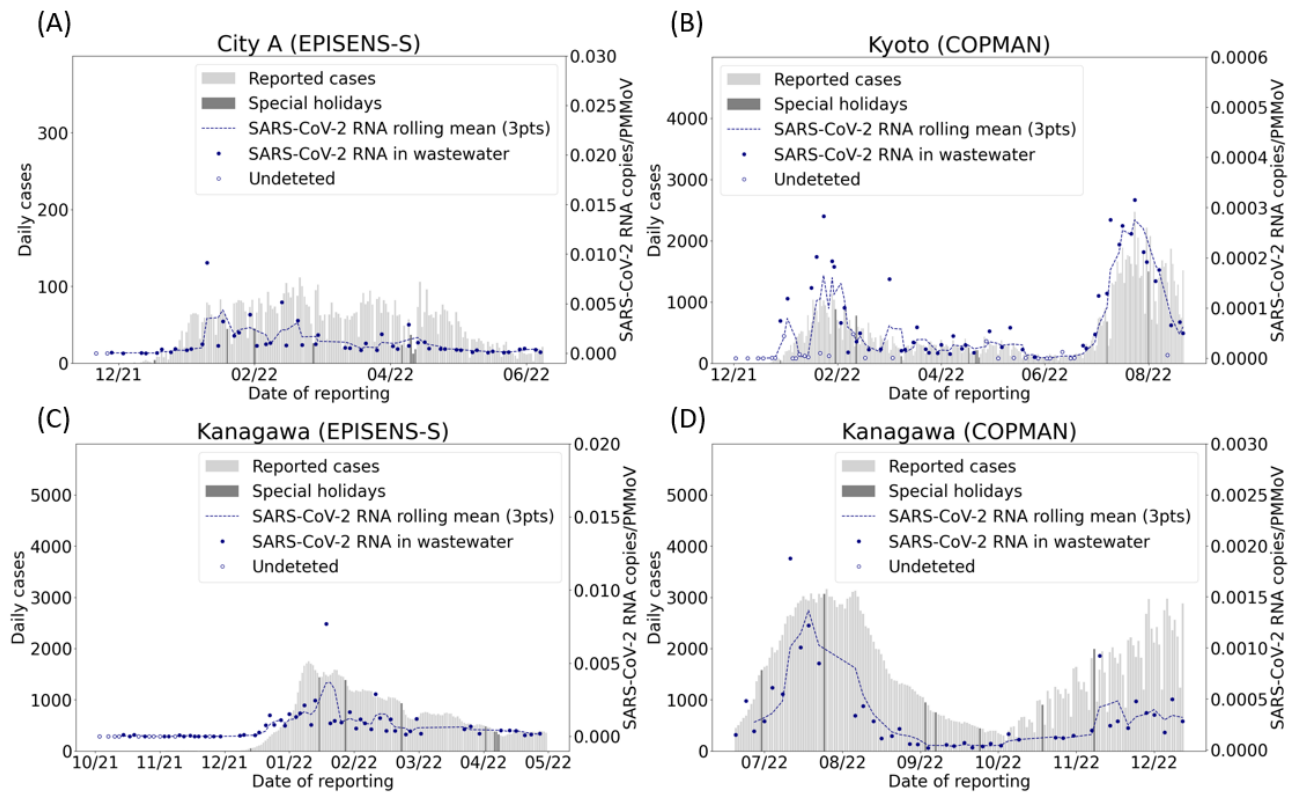 (A)
City A (EPISENS-S)
Daily cases
300
200
100
0
Reported cases
Special holidays
SARS-CoV-2 RNA rolling mean (3pts)
SARS-CoV-2 RNA in wastewater
Undeteted
0.030
0.025
0.020
0.015
0.010
0.005
0.000
SARS-CoV-2 RNA copies/PMMoV
12/21 02/22 04/22 06/22
Date of reporting
(B)
Kyoto (COPMAN)
Daily cases
4000
3000
2000
1000
0
Reported cases
Special holidays
SARS-CoV-2 RNA rolling mean (3pts)
SARS-CoV-2 RNA in wastewater
Undeteted
0.0006
0.0005
0.0004
0.0003
0.0002
0.0001
0.0000
SARS-CoV-2 RNA copies/PMMoV
12/21 02/22 04/22 06/22 08/22
Date of reporting
(C)
Kanagawa (EPISENS-S)
Daily cases
5000
4000
3000
2000
1000
0
Reported cases
Special holidays
SARS-CoV-2 RNA rolling mean (3pts)
SARS-CoV-2 RNA in wastewater
Undeteted
0.020
0.015
0.010
0.005
0.000
SARS-CoV-2 RNA copies/PMMoV
10/21 11/21 12/21 01/22 02/22 03/22 04/22 05/22
Date of reporting
(D)
Kanagawa (COPMAN)
Daily cases
5000
4000
3000
2000
1000
0
Reported cases
Special holidays
SARS-CoV-2 RNA rolling mean (3pts)
SARS-CoV-2 RNA in wastewater
Undeteted
0.0030
0.0025
0.0020
0.0015
0.0010
0.0005
0.0000
SARS-CoV-2 RNA copies/PMMoV
07/22 08/22 09/22 10/22 11/22 12/22
Date of reporting